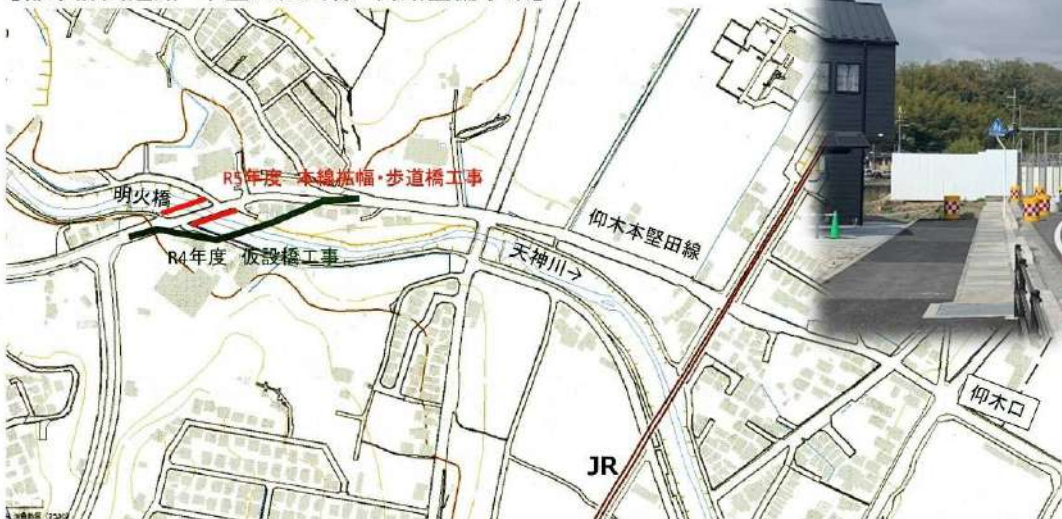 明火橋
R5年度 本線拡幅・歩道橋工事
R4年度 仮設橋工事
仰木本堅田線
天神川→
仰木口
JR